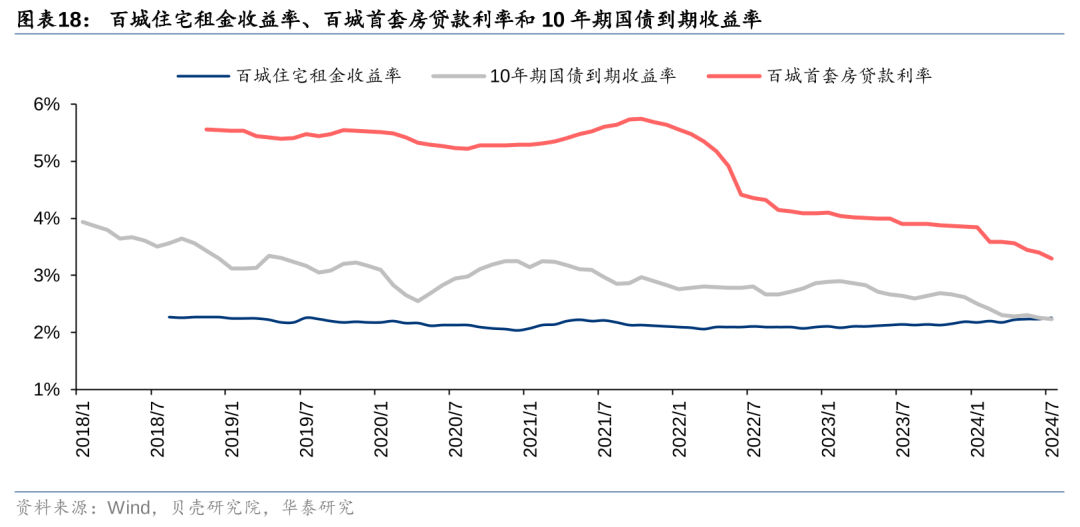 图表18： 百城住宅租金收益率、百城首套房贷款利率和 10 年期国债到期收益率
百城住宅租金收益率 10年期国债到期收益率 百城首套房贷款利率
6%
5%
4%
3%
2%
1%
2018/1 2018/7 2019/1 2019/7 2020/1 2020/7 2021/1 2021/7 2022/1 2022/7 2023/1 2023/7 2024/1 2024/7
资料来源：Wind，贝壳研究院，华泰研究